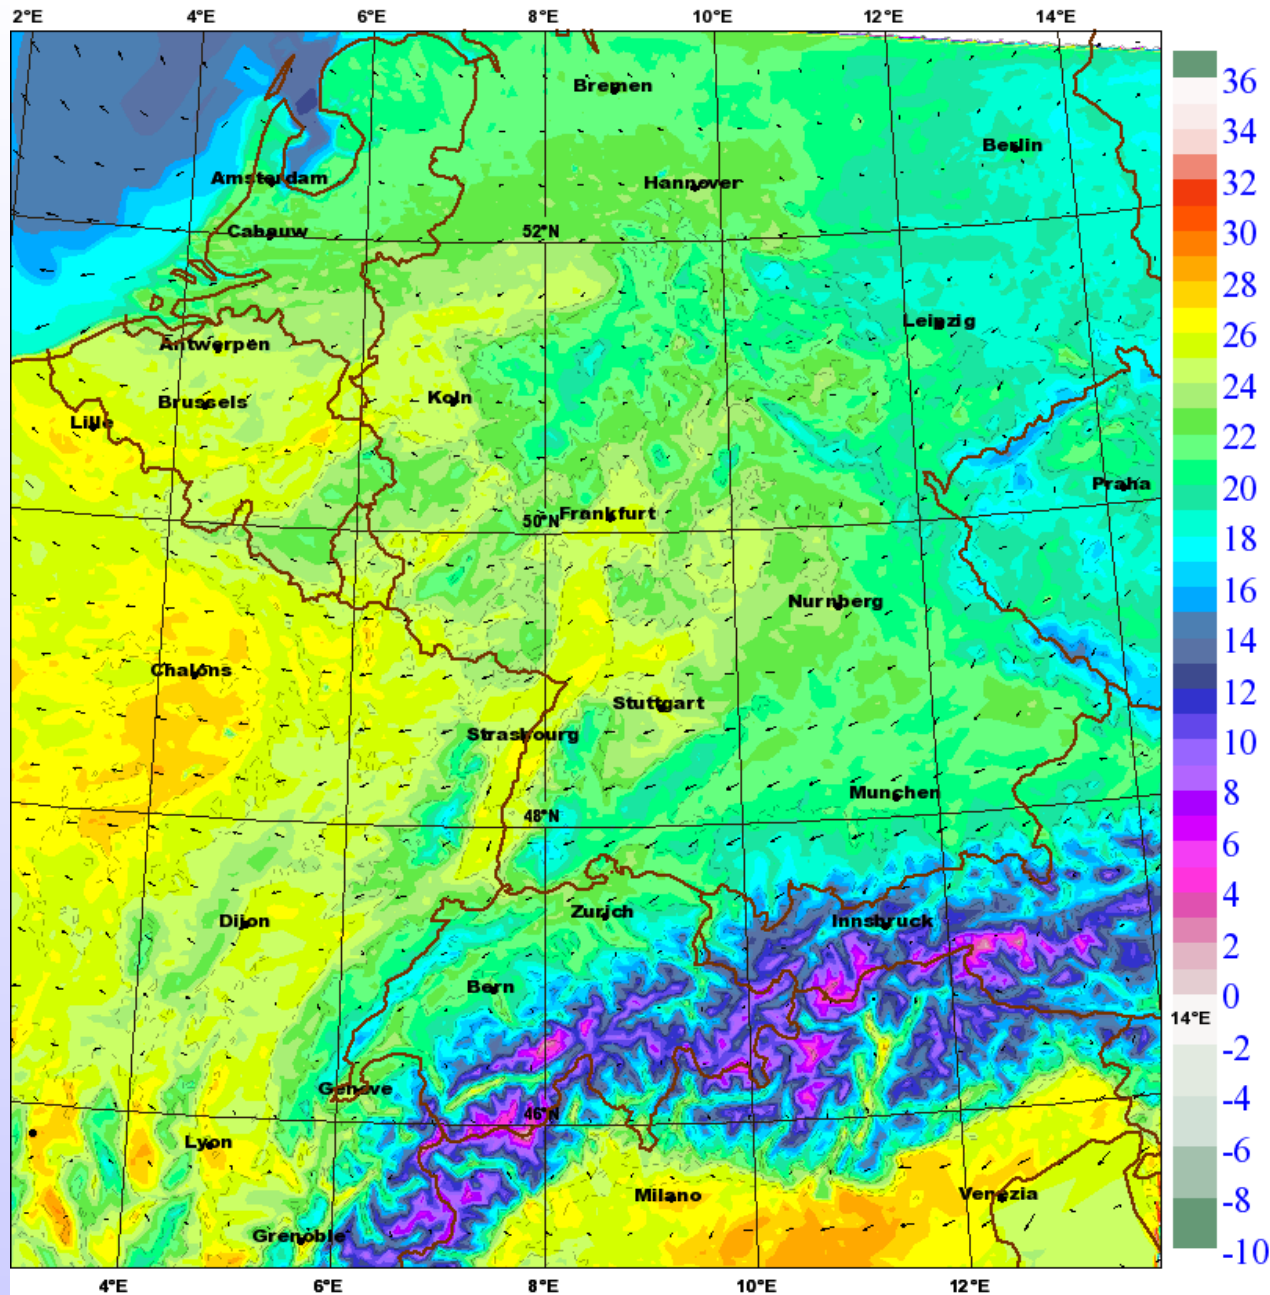 2°E 4°E 6°E 8°E 10°E 12°E 14°E
Bremen
Berlin
Amsterdam
Hannover
Cabauw
52°N
Leipzig
Antwerpen
Brussels
Koln
Lille
Praha
50°N
Frankfurt
Nurnberg
Chalons
Stuttgart
Strasbourg
Munchen
48°N
Dijon
Zurich
Innsbruck
Bern
Geneve
46°N
Lyon
Milano
Venezia
Grenoble
4°E 6°E 8°E 10°E 12°E
36
34
32
30
28
26
24
22
20
18
16
14
12
10
8
6
4
2
0
14°E
-2
-4
-6
-8
-10